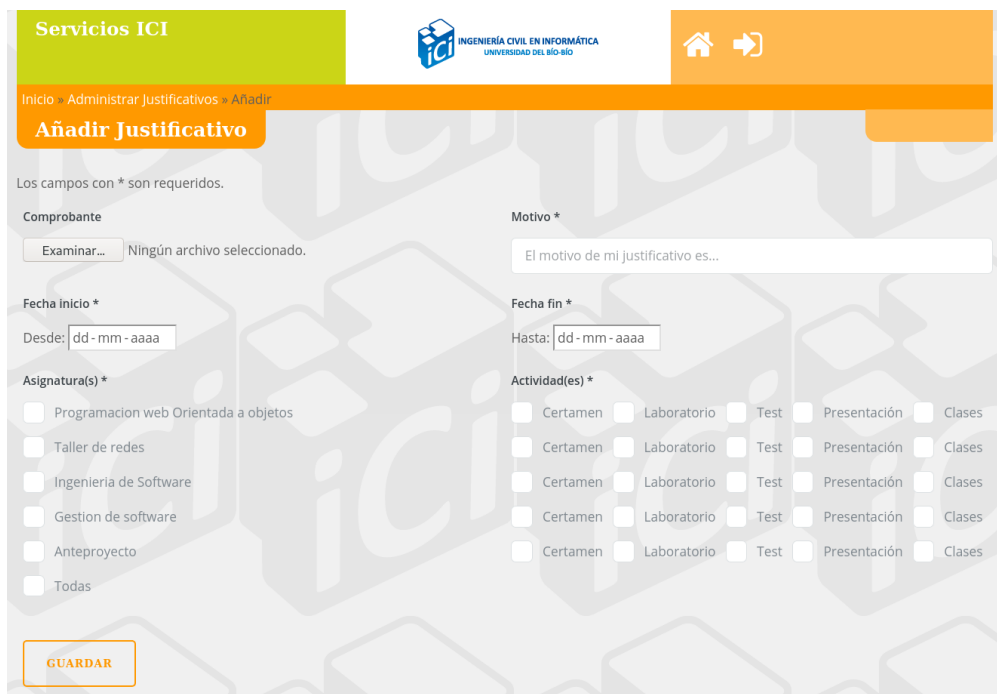 Servicios ICI
ici INGENIERÍA CIVIL EN INFORMÁTICA
UNIVERSIDAD DEL BÍO-BÍO
Inicio » Administrar Justificativos » Añadir
Añadir Justificativo
Los campos con * son requeridos.
Comprobante
Motivo *
Examinar... Ningún archivo seleccionado.
El motivo de mi justificativo es...
Fecha inicio *
Fecha fin *
Desde: dd-mm-aaaa
Hasta: dd-mm-aaaa
Asignatura(s) *
Actividad(es) *
Programacion web Orientada a objetos
Certamen Laboratorio Test Presentación Clases
Taller de redes
Certamen Laboratorio Test Presentación Clases
Ingenieria de Software
Certamen Laboratorio Test Presentación Clases
Gestion de software
Certamen Laboratorio Test Presentación Clases
Anteproyecto
Certamen Laboratorio Test Presentación Clases
Todas
GUARDAR